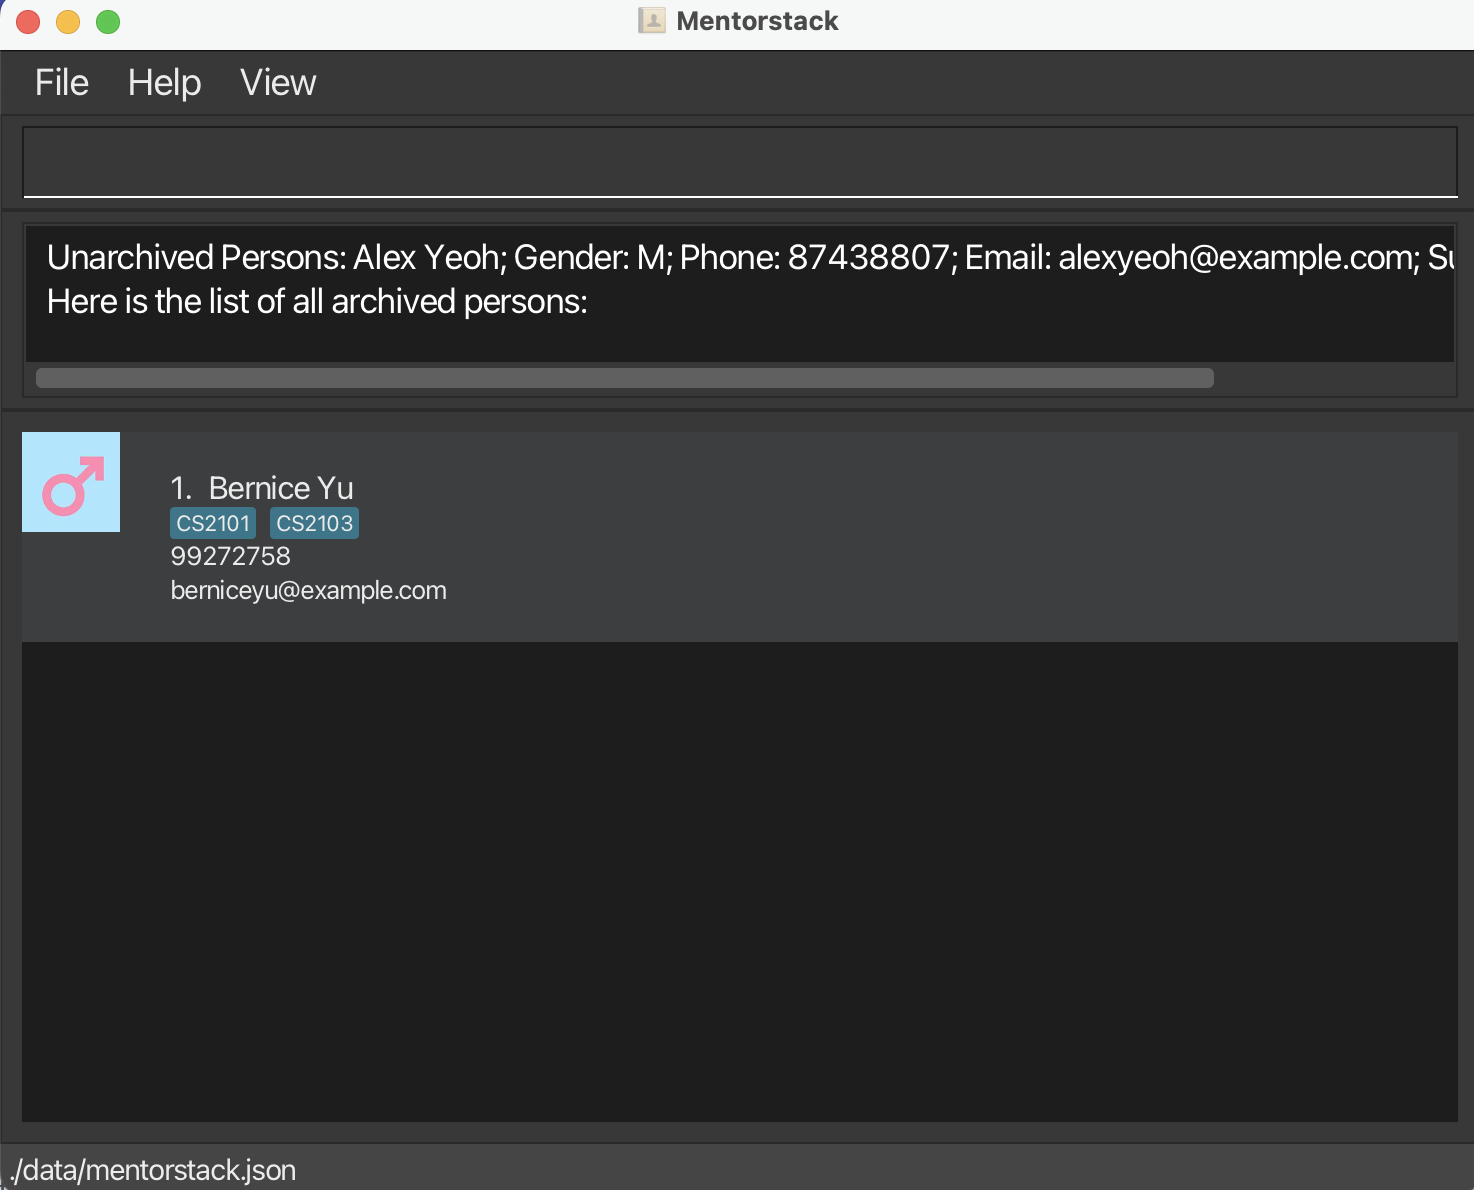 Mentorstack
File Help View
Unarchived Persons: Alex Yeoh; Gender: M; Phone: 87438807; Email: alexyeoh@example.com;
Here is the list of all archived persons:
1. Bernice Yu
CS2101 CS2103
99272758
berniceyu@example.com
./data/mentorstack.json